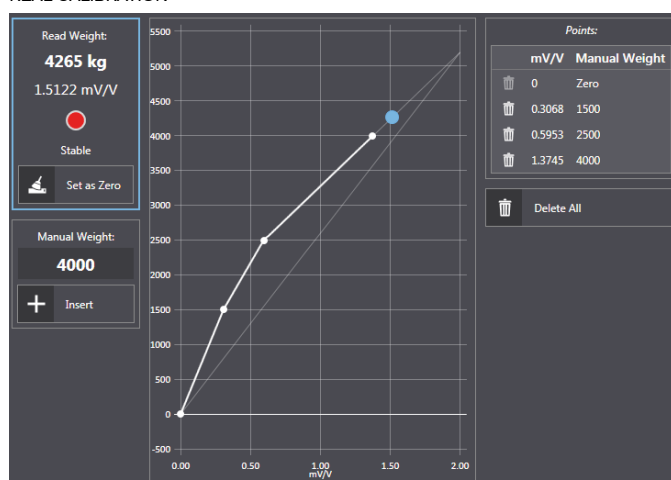 Read Weight:
4265 kg
1.5122 mV/V
Stable
Set as Zero
Manual Weight:
4000
Insert
5500
5000
4500
4000
3500
3000
2500
2000
1500
1000
500
0
-500
0.00 0.50 1.00 1.50 2.00
mV/V
Points:
mV/V Manual Weight
0 Zero
0.3068 1500
0.5953 2500
1.3745 4000
Delete All